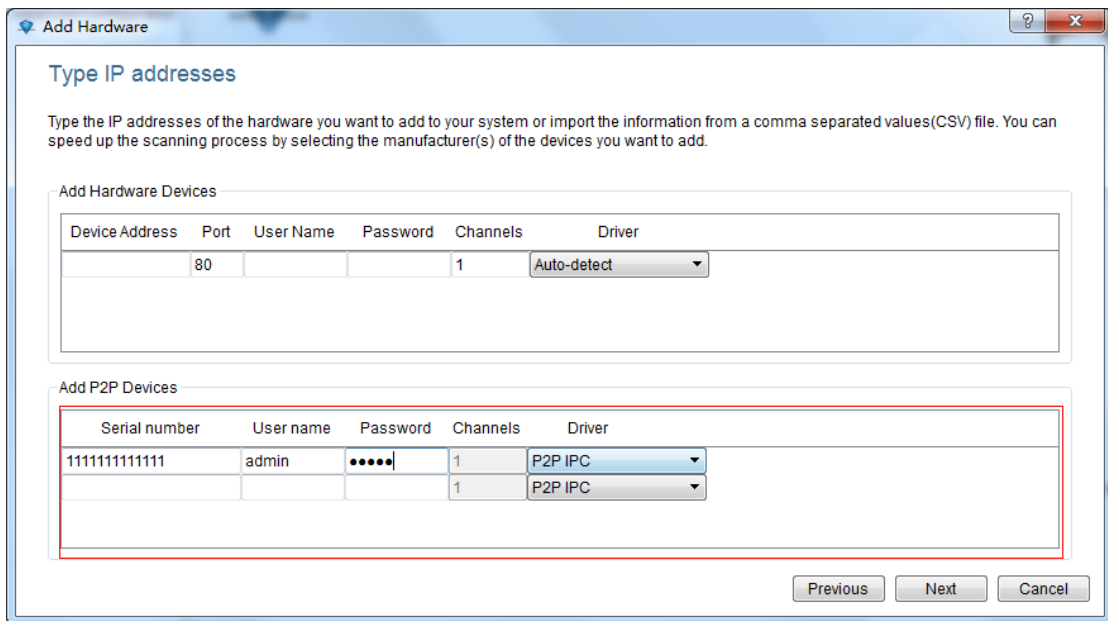 Add Hardware
Type IP addresses
Type the IP addresses of the hardware you want to add to your system or import the information from a comma separated values(CSV) file. You can
speed up the scanning process by selecting the manufacturer(s) of the devices you want to add.
Add Hardware Devices
Device Address Port User Name Password Channels Driver
80 1 Auto-detect
Add P2P Devices
Serial number User name Password Channels Driver
1111111111111 admin ••••• 1 P2P IPC
1 P2P IPC
Previous Next Cancel